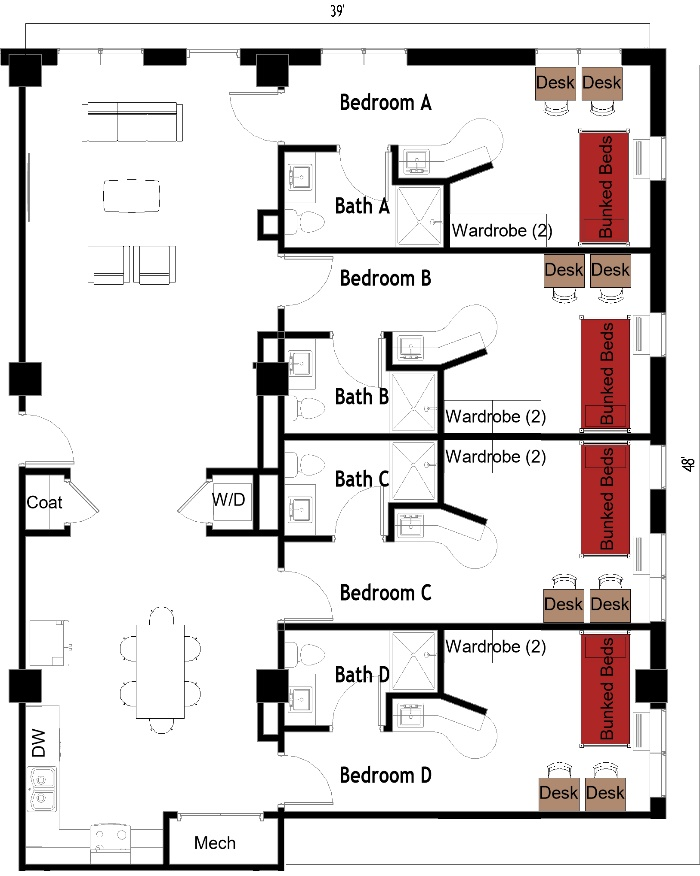 39'
Bedroom A
Desk
Desk
Bunked Beds
Bath A
Wardrobe (2)
Bedroom B
Desk
Desk
Bunked Beds
Bath B
Wardrobe (2)
48'
Wardrobe (2)
Bunked Beds
Bath C
Coat
W/D
Bedroom C
Desk
Desk
Wardrobe (2)
Bunked Beds
Bath D
DW
Bedroom D
Desk
Desk
Mech